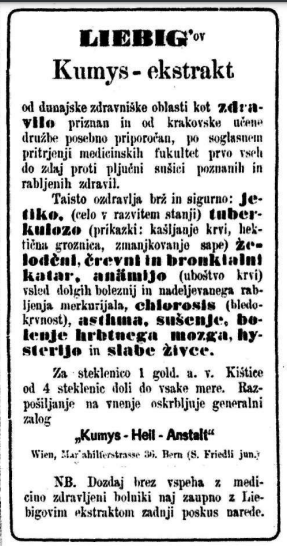 LIEBIG'ov
Kumys - ekstrakt
od dunajske zdravniške oblasti kot zdra-
vilo priznan in od krakovske učene
družbe posebno priporočan, po soglasnem
pritrjenji medicinskih fakultet prvo vseh
do zdaj proti pljučni sušici poznanih in
rabljenih zdravil.
Taisto ozdravlja brž in sigurno: je-
tiko, (celo v razvitem stanji) tuber-
kulozo (prikazki: kašljanje krvi, hek-
tična groznica, zmanjkovanje sape) že-
lodčni, črevni in bronkialni
katar, anämijo (uboštvo krvi)
vsled dolgih boleznij in nadeljevanega rab-
ljenja merkurijala, chlorosis (bledo-
krvnost), asthma, sušenje, bo-
lenje hrbtnega mozga, hy-
sterijo in slabe živce.
Za steklenico 1 gold. a. v. Kištice
od 4 steklenic doli do vsake mere. Raz-
pošiljanje na vnenje oskrbljuje generalni
zalog
„Kumys - Heil - Anstalt"
Wien, Mariahilferstrasse 36. Bern (S. Friedli jun.)
NB. Dozdaj brez vspeha z medi-
cino zdravljeni bolniki naj zaupno z Lie-
bigovim ekstraktom zadnji poskus narede.